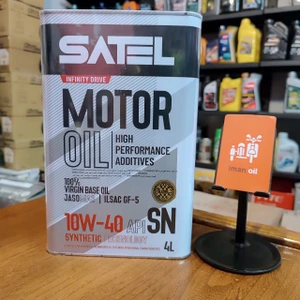 SATEL
INFINITY DRIVE
MOTOR
OIL
HIGH
PERFORMANCE
ADDITIVES
100%
VIRGIN BASE OIL
ILSAC GF-5
10W-40 API SN
SYNTHETIC TECHNOLOGY
4L
oil